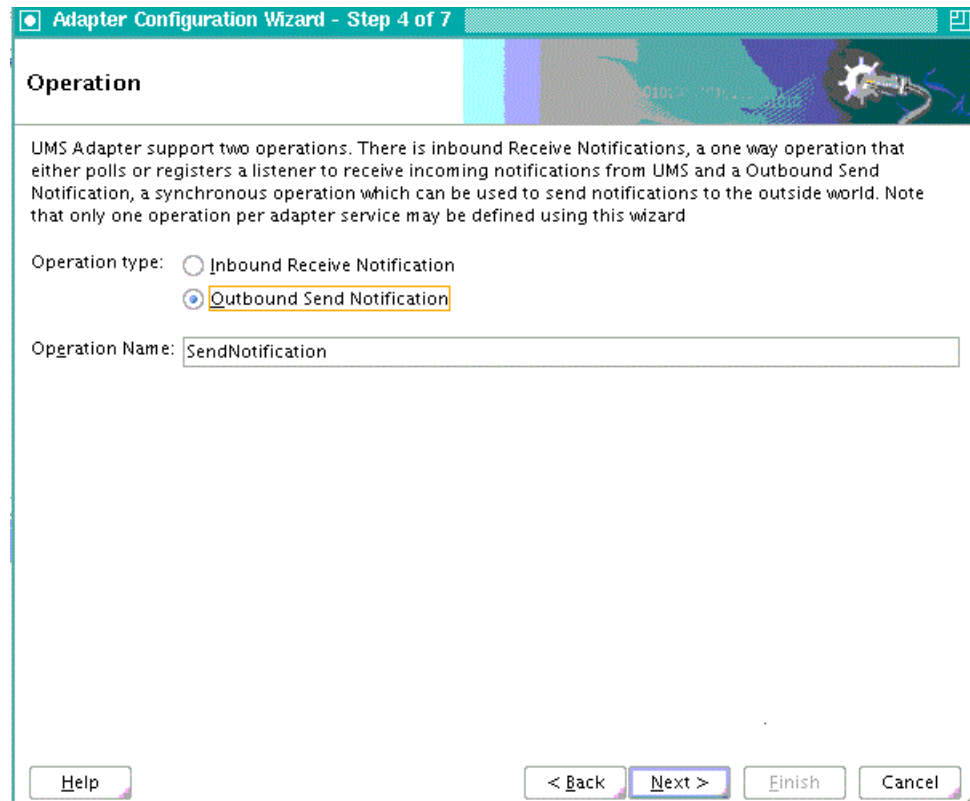 Adapter Configuration Wizard - Step 4 of 7
Operation
UMS Adapter support two operations. There is inbound Receive Notifications, a one way operation that
either polls or registers a listener to receive incoming notifications from UMS and a Outbound Send
Notification, a synchronous operation which can be used to send notifications to the outside world. Note
that only one operation per adapter service may be defined using this wizard
Operation type: Inbound Receive Notification
Outbound Send Notification
Operation Name: SendNotification
Help < Back Next > Finish Cancel